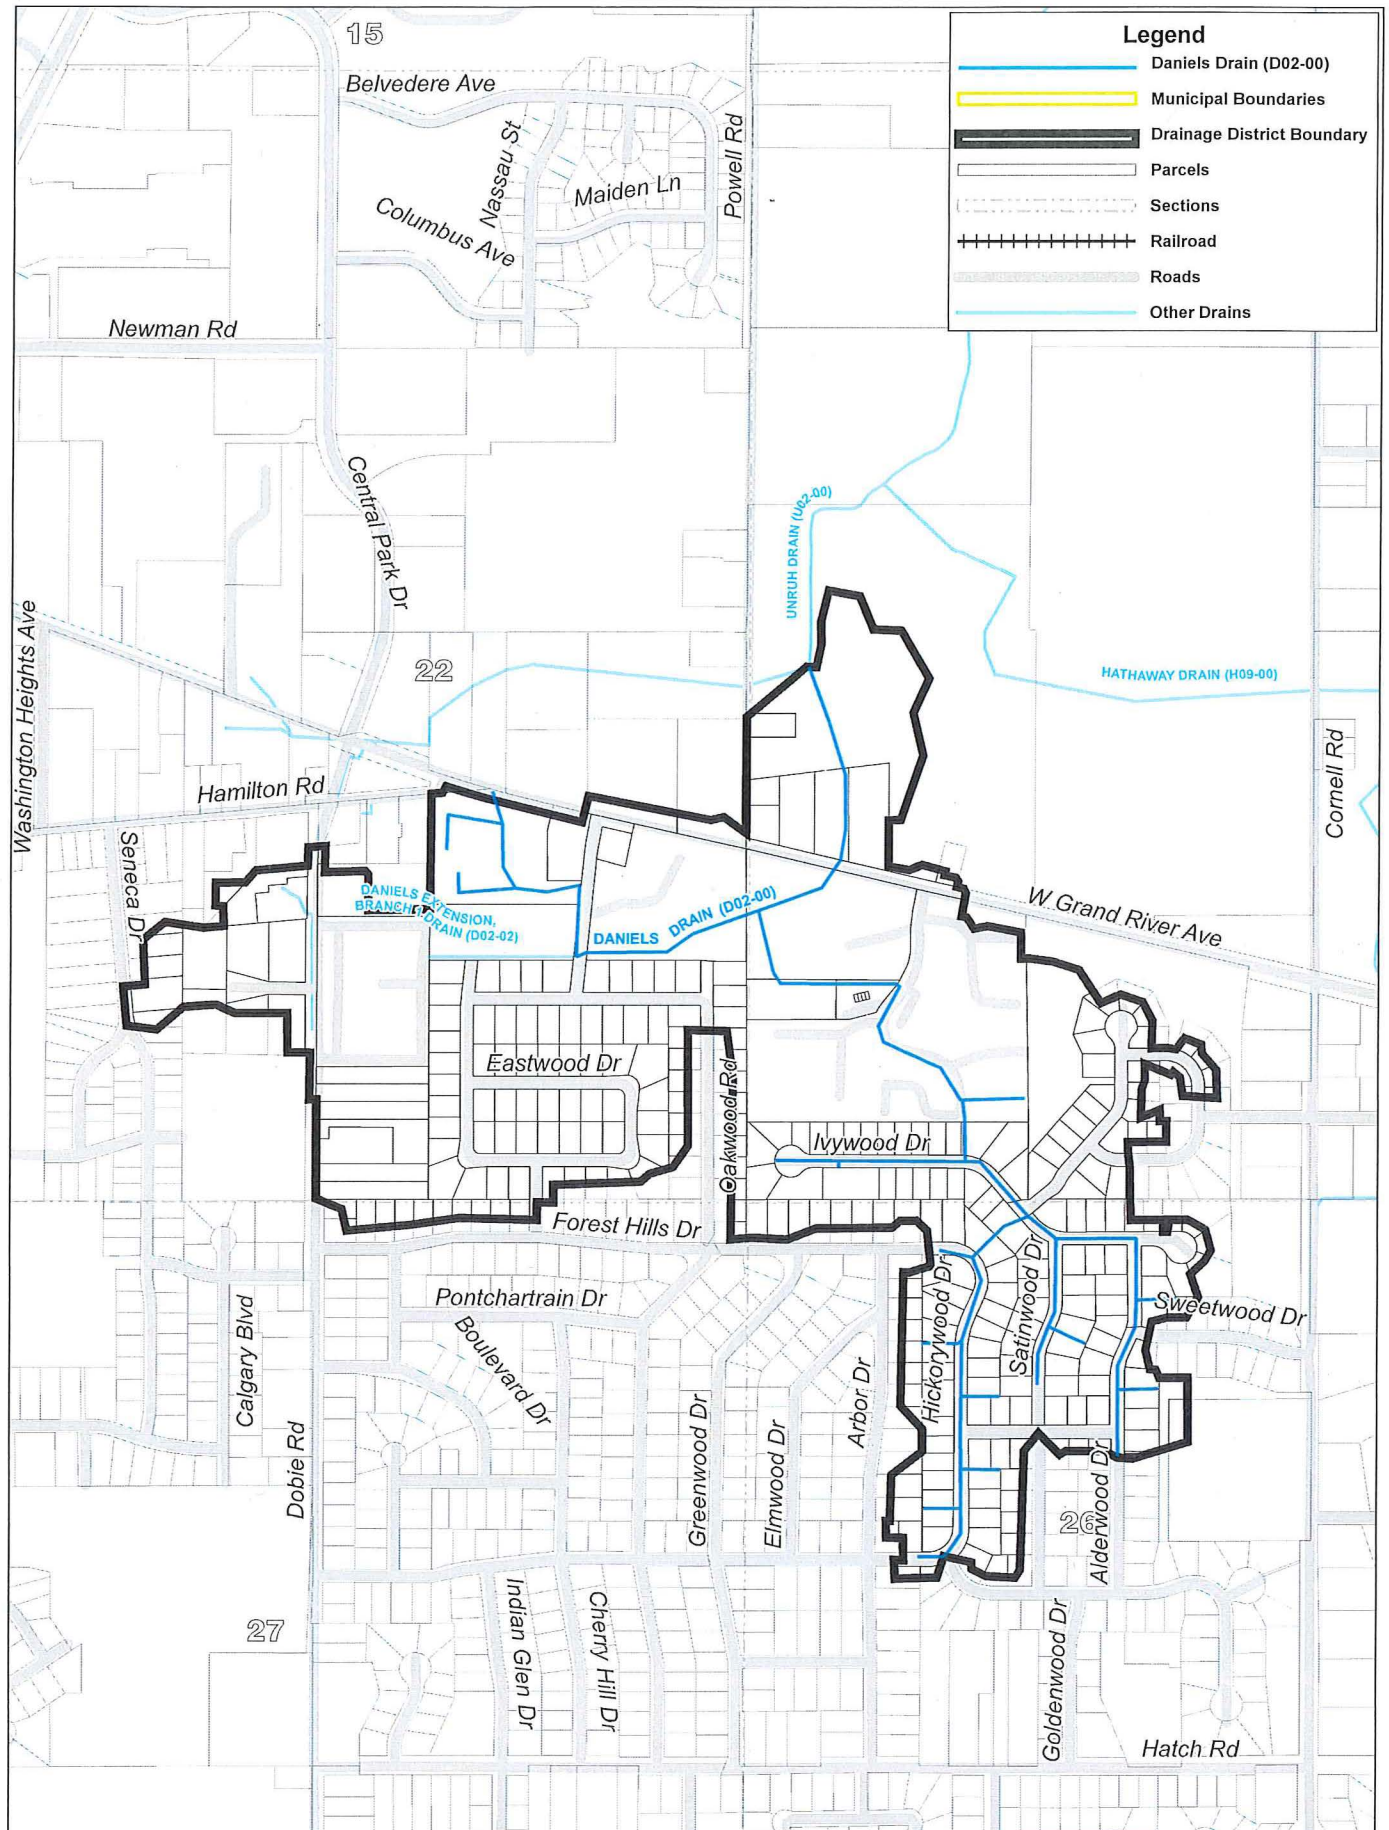 15
Legend
Daniels Drain (D02-00)
Municipal Boundaries
Drainage District Boundary
Parcels
Sections
Railroad
Roads
Other Drains
Belvedere Ave
Nassau St
Maiden Ln
Powell Rd
Columbus Ave
Newman Rd
Central Park Dr
UNRUH DRAIN (U02-00)
Washington Heights Ave
22
HATHAWAY DRAIN (H09-00)
Hamilton Rd
Cornell Rd
Seneca Dr
DANIELS EXTENSION,
BRANCH 1 DRAIN (D02-02)
DANIELS DRAIN (D02-00)
W Grand River Ave
Eastwood Dr
Oakwood Rd
Ivywood Dr
Forest Hills Dr
Pontchartrain Dr
Boulevard Dr
Calgary Blvd
Dobie Rd
Greenwood Dr
Elmwood Dr
Arbor Dr
Hickorywood Dr
Satinwood Dr
Sweetwood Dr
26
Alderwood Dr
27
Indian Glen Dr
Cherry Hill Dr
Goldenwood Dr
Hatch Rd